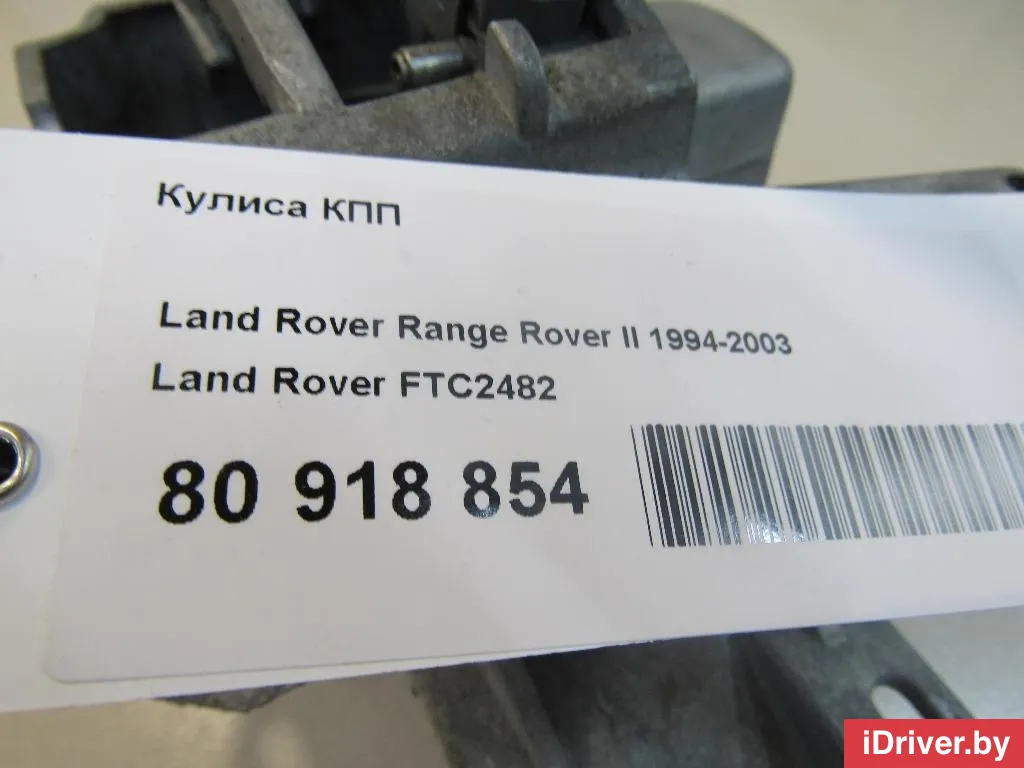 Кулиса КПП
Land Rover Range Rover II 1994-2003
Land Rover FTC2482
80 918 854
iDriver.by